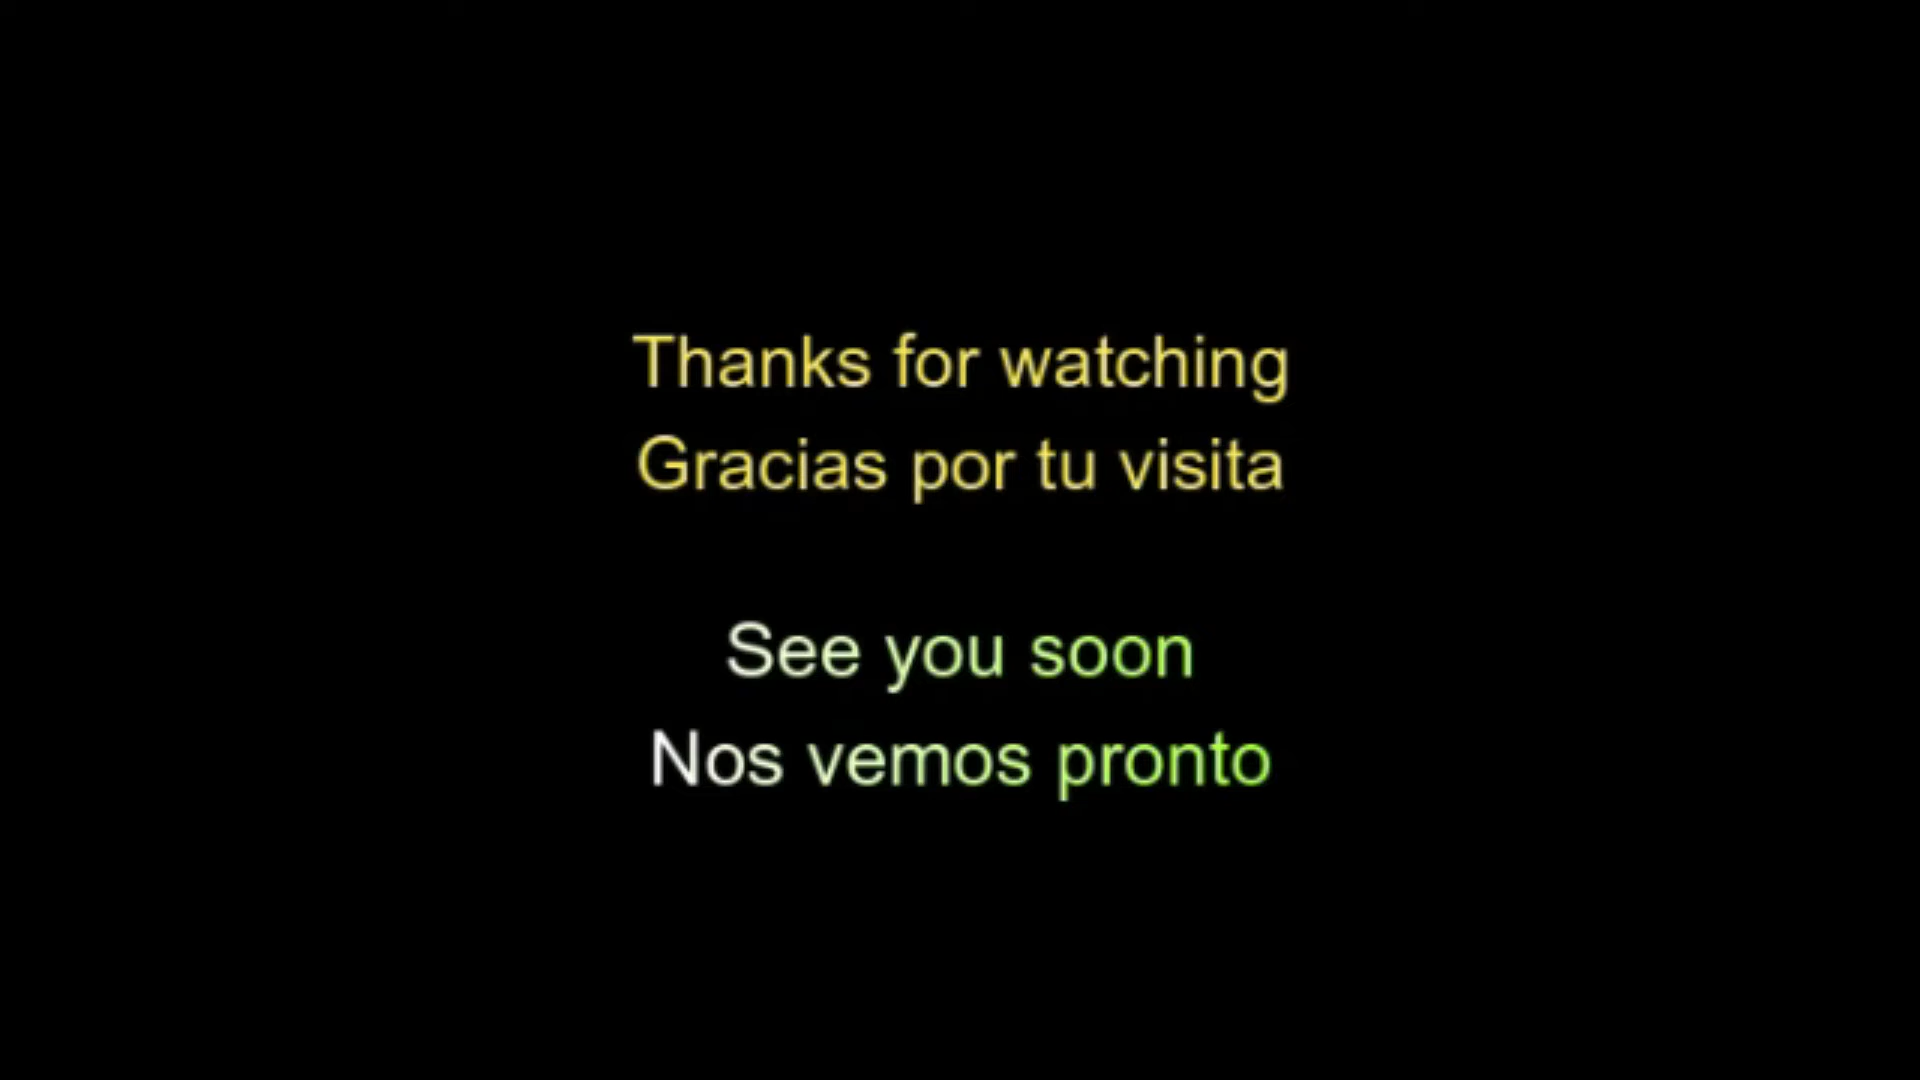 Thanks for watching
Gracias por tu visita
See you soon
Nos vemos pronto